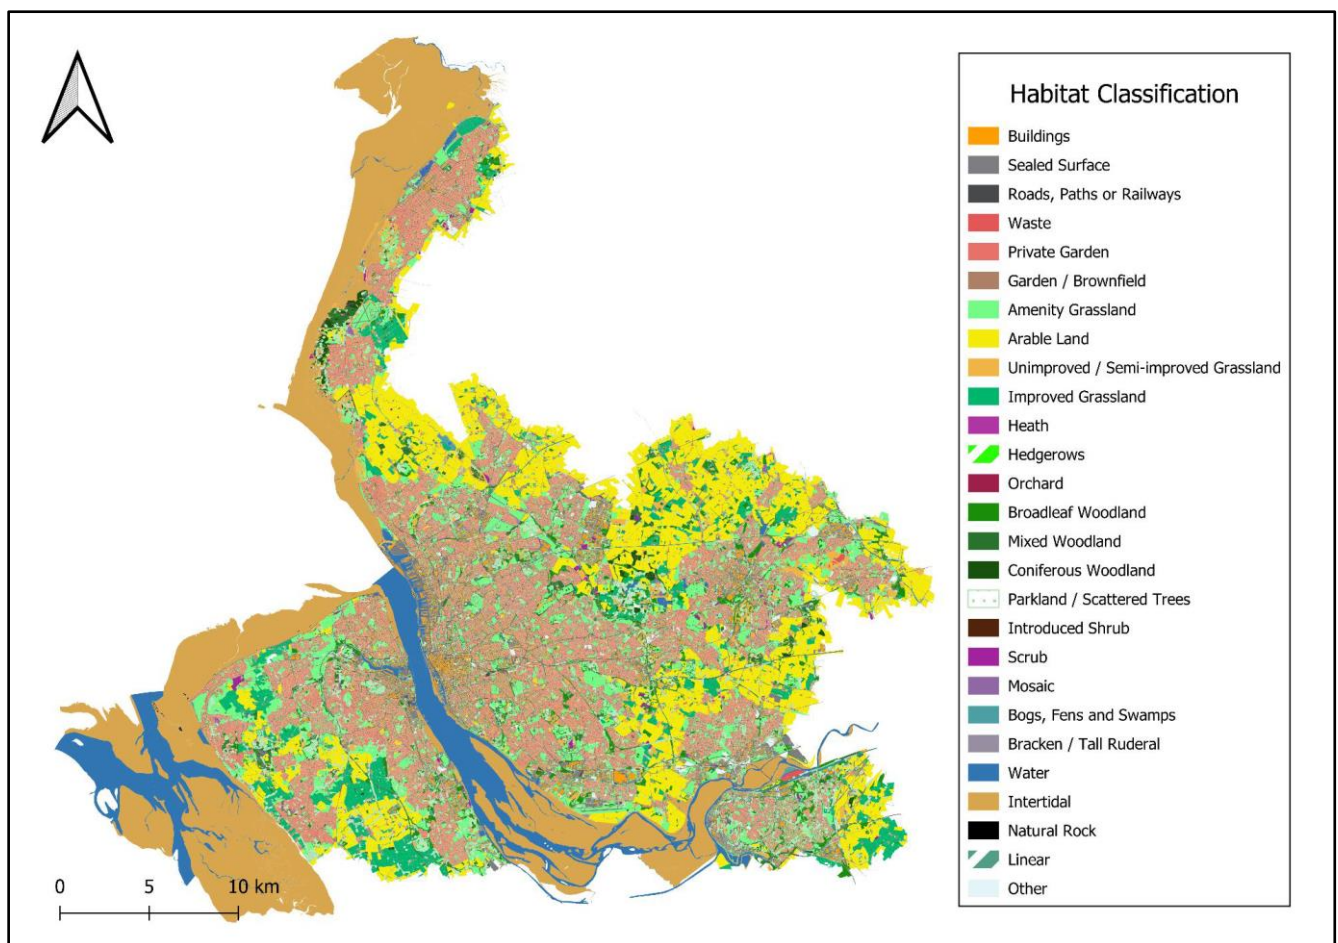 Habitat Classification
Buildings
Sealed Surface
Roads, Paths or Railways
Waste
Private Garden
Garden / Brownfield
Amenity Grassland
Arable Land
Unimproved / Semi-improved Grassland
Improved Grassland
Heath
Hedgerows
Orchard
Broadleaf Woodland
Mixed Woodland
Coniferous Woodland
Parkland / Scattered Trees
Introduced Shrub
Scrub
Mosaic
Bogs, Fens and Swamps
Bracken / Tall Ruderal
Water
Intertidal
Natural Rock
Linear
Other
0 5 10 km